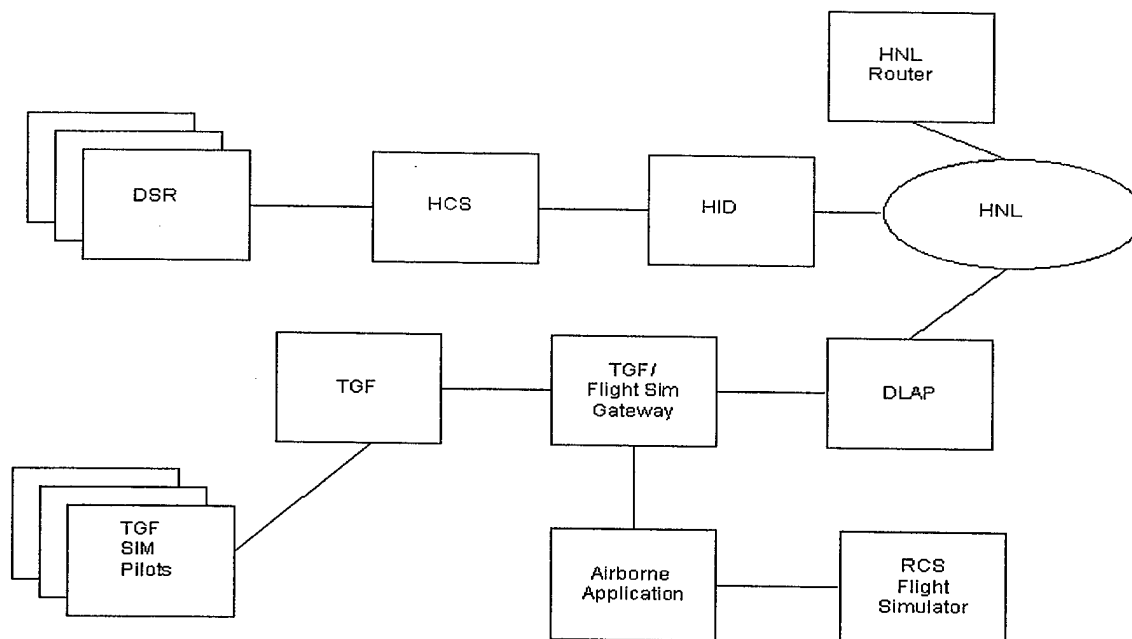 HNL
Router
DSR
HCS
HID
HNL
TGF
TGF/
Flight Sim
Gateway
DLAP
TGF
SIM
Pilots
Airborne
Application
RCS
Flight
Simulator